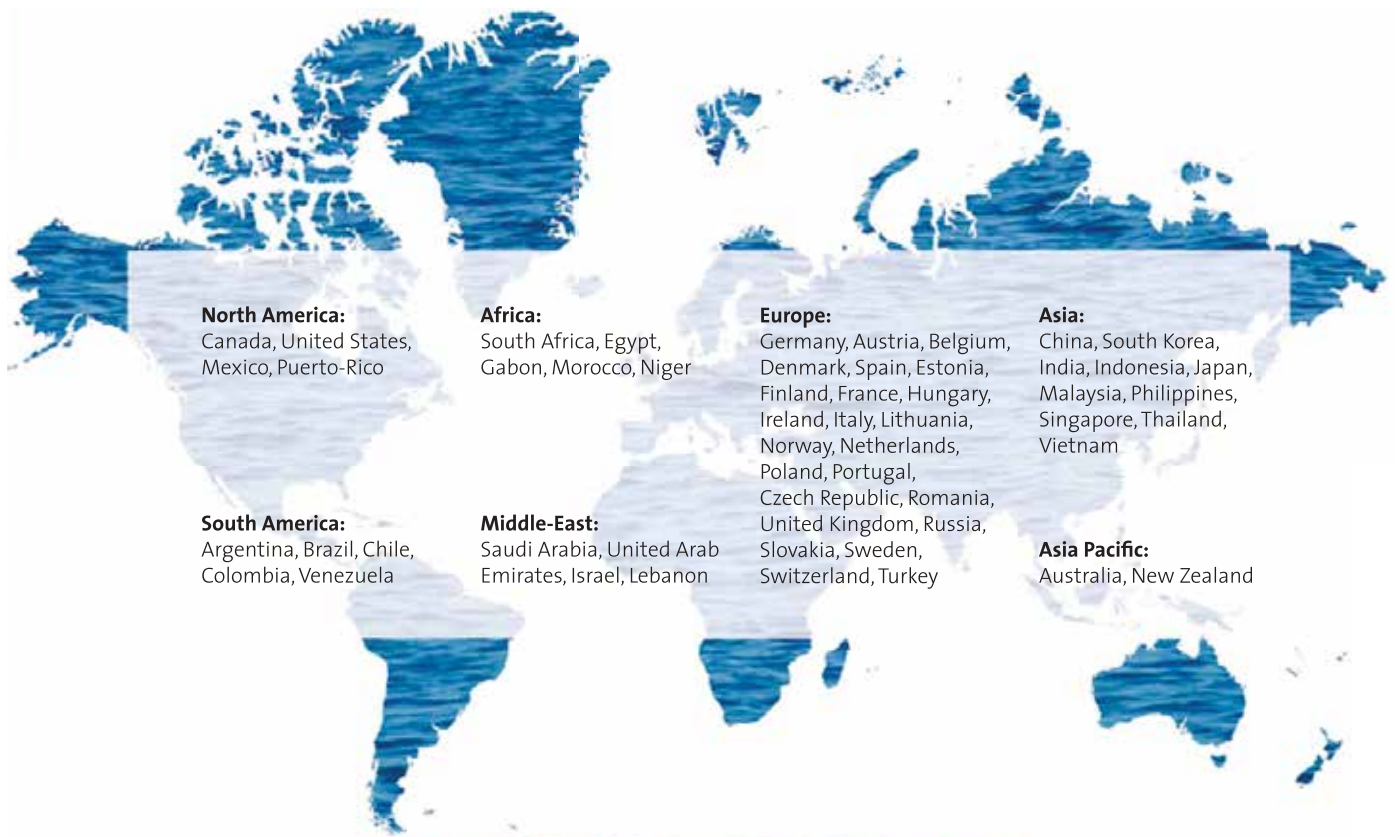 North America:
Canada, United States,
Mexico, Puerto-Rico
South America:
Argentina, Brazil, Chile,
Colombia, Venezuela
Africa:
South Africa, Egypt,
Gabon, Morocco, Niger
Middle-East:
Saudi Arabia, United Arab
Emirates, Israel, Lebanon
Europe:
Germany, Austria, Belgium,
Denmark, Spain, Estonia,
Finland, France, Hungary,
Ireland, Italy, Lithuania,
Norway, Netherlands,
Poland, Portugal,
Czech Republic, Romania,
United Kingdom, Russia,
Slovakia, Sweden,
Switzerland, Turkey
Asia:
China, South Korea,
India, Indonesia, Japan,
Malaysia, Philippines,
Singapore, Thailand,
Vietnam
Asia Pacific:
Australia, New Zealand